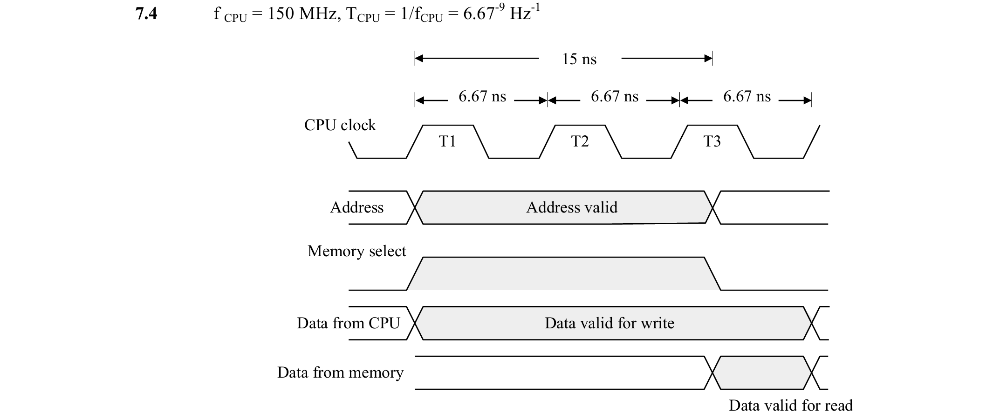 7.4 f CPU = 150 MHz, TCPU = 1/fCPU = 6.67-9 Hz-1
15 ns
6.67 ns 6.67 ns 6.67 ns
CPU clock
T1 T2 T3
Address Address valid
Memory select
Data from CPU Data valid for write
Data from memory
Data valid for read